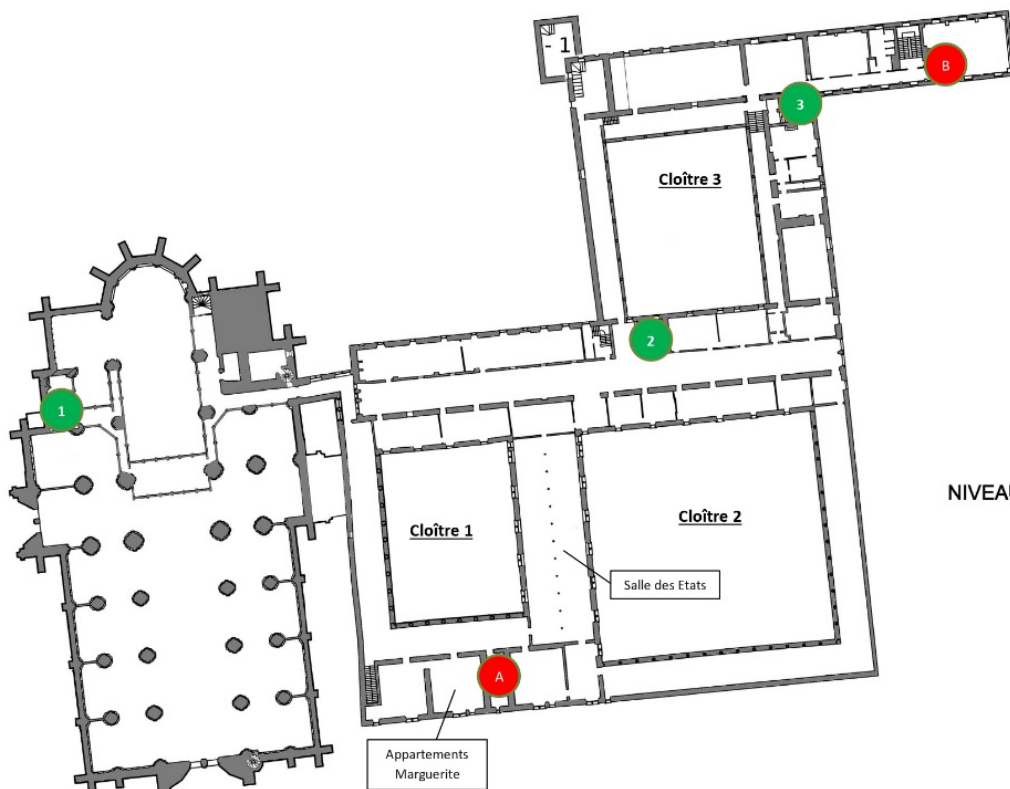 1
B
3
Cloître 3
2
1
NIVEAU
Cloître 1
Cloître 2
Salle des Etats
A
Appartements
Marguerite